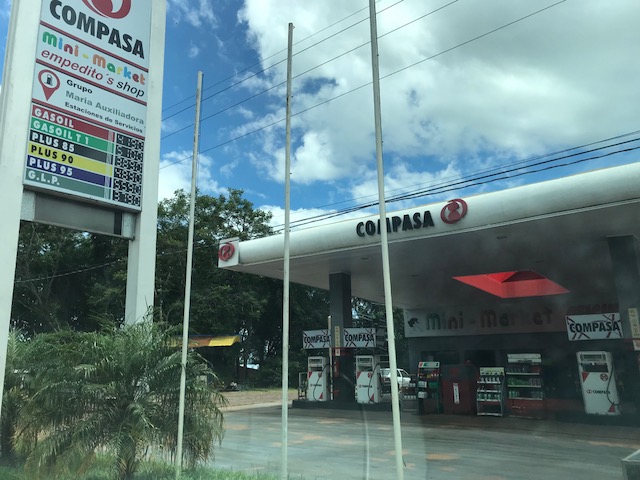 COMPASA
Mini-Market
empedito's shop
Grupo
Maria Auxiliadora
Estaciones de Servicios
GASOIL
GASOIL T 1
PLUS 85
PLUS 90
PLUS 95
G.L.P.
COMPASA
Mini-Market
COMPASA
COMPASA
COMPASA